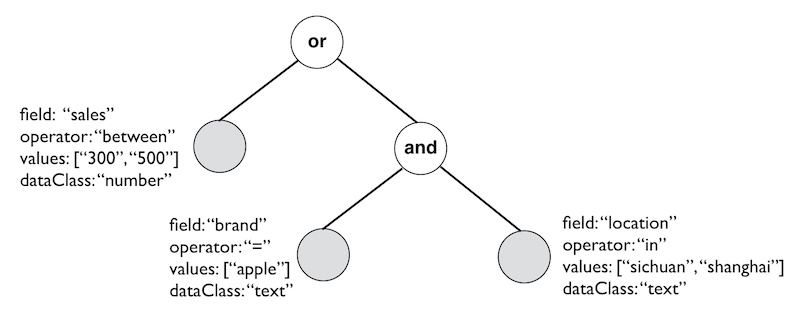 or
field: “sales”
operator:“between”
values: [“300”,“500”]
dataClass:“number”
and
field:“brand”
operator:“=”
values: [“apple”]
dataClass:“text”
field:“location”
operator:“in”
values: [“sichuan”,“shanghai”]
dataClass:“text”